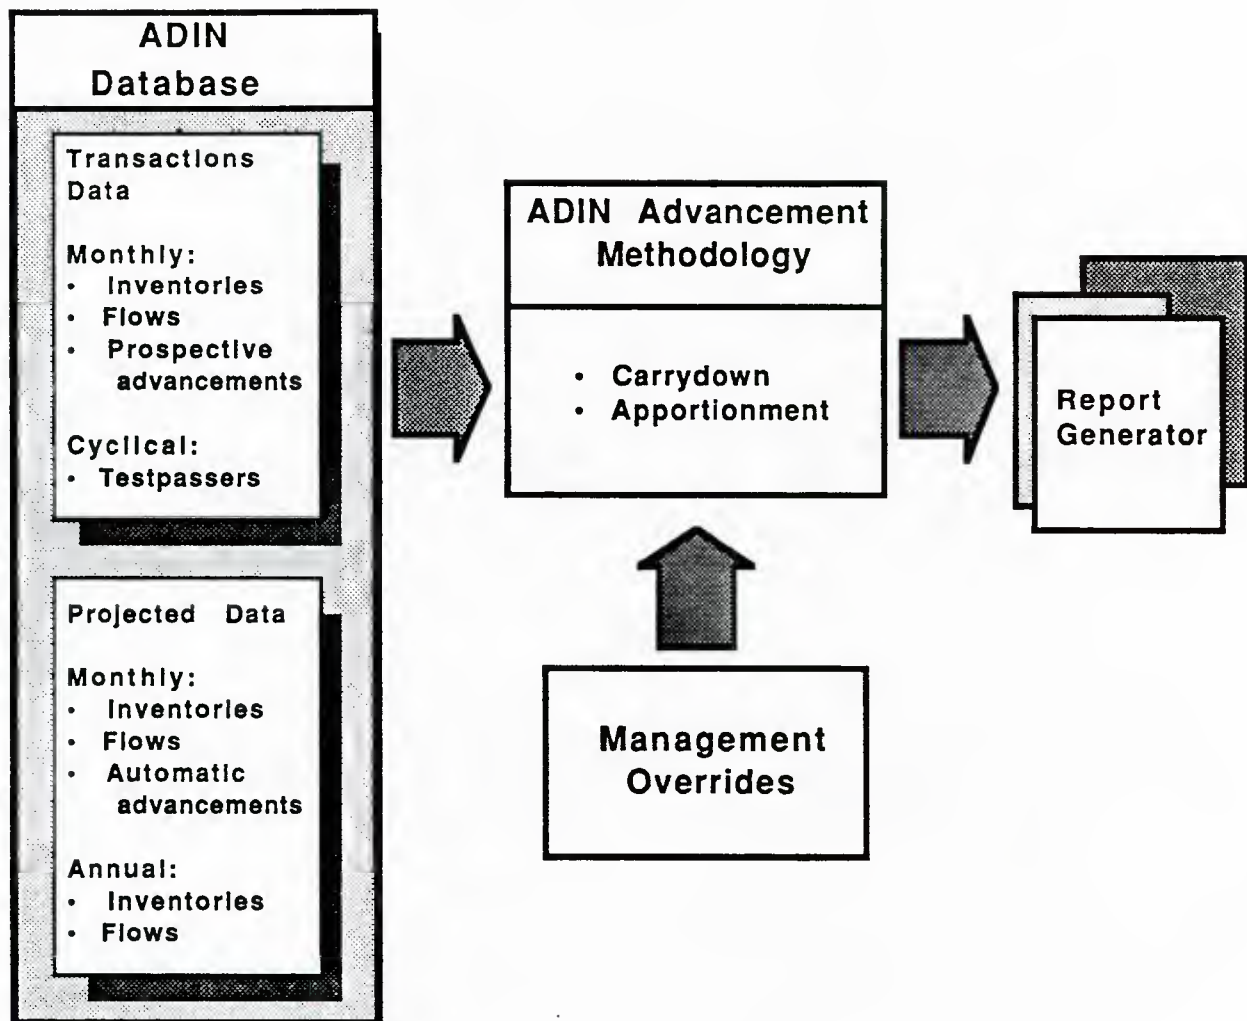 ADIN
Database
Transactions
Data
Monthly:
• Inventories
• Flows
• Prospective
advancements
Cyclical:
• Testpassers
Projected Data
Monthly:
• Inventories
• Flows
• Automatic
advancements
Annual:
• Inventories
• Flows
ADIN Advancement
Methodology
• Carrydown
• Apportionment
Management
Overrides
Report
Generator